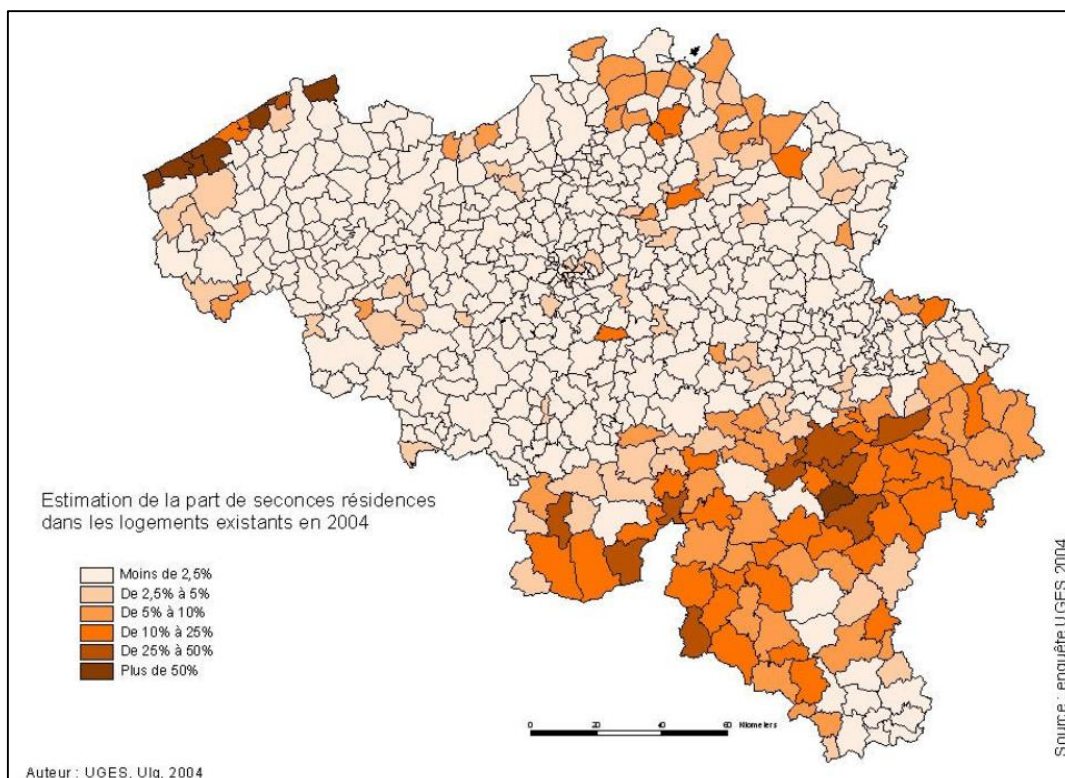 Estimation de la part de seconces résidences
dans les logements existants en 2004
Moins de 2,5%
De 2,5% à 5%
De 5% à 10%
De 10% à 25%
De 25% à 50%
Plus de 50%
0 20 40 60 Kilometers
Auteur : UGES, Ulg, 2004
Source : enquête UGES 2004